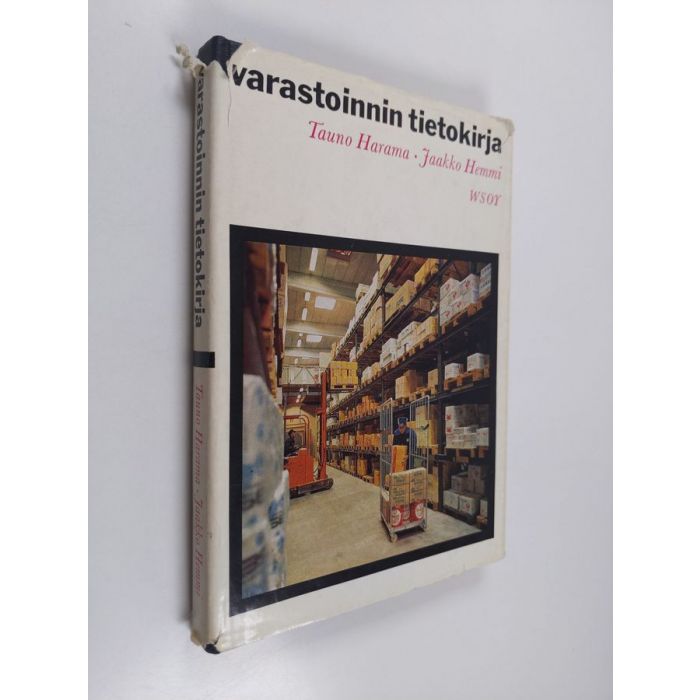 varastoinnin tietokirja
Tauno Harama · Jaakko Hemmi
WSOY
varastoinnin tietokirja
Tauno Harama · Jaakko Hemmi